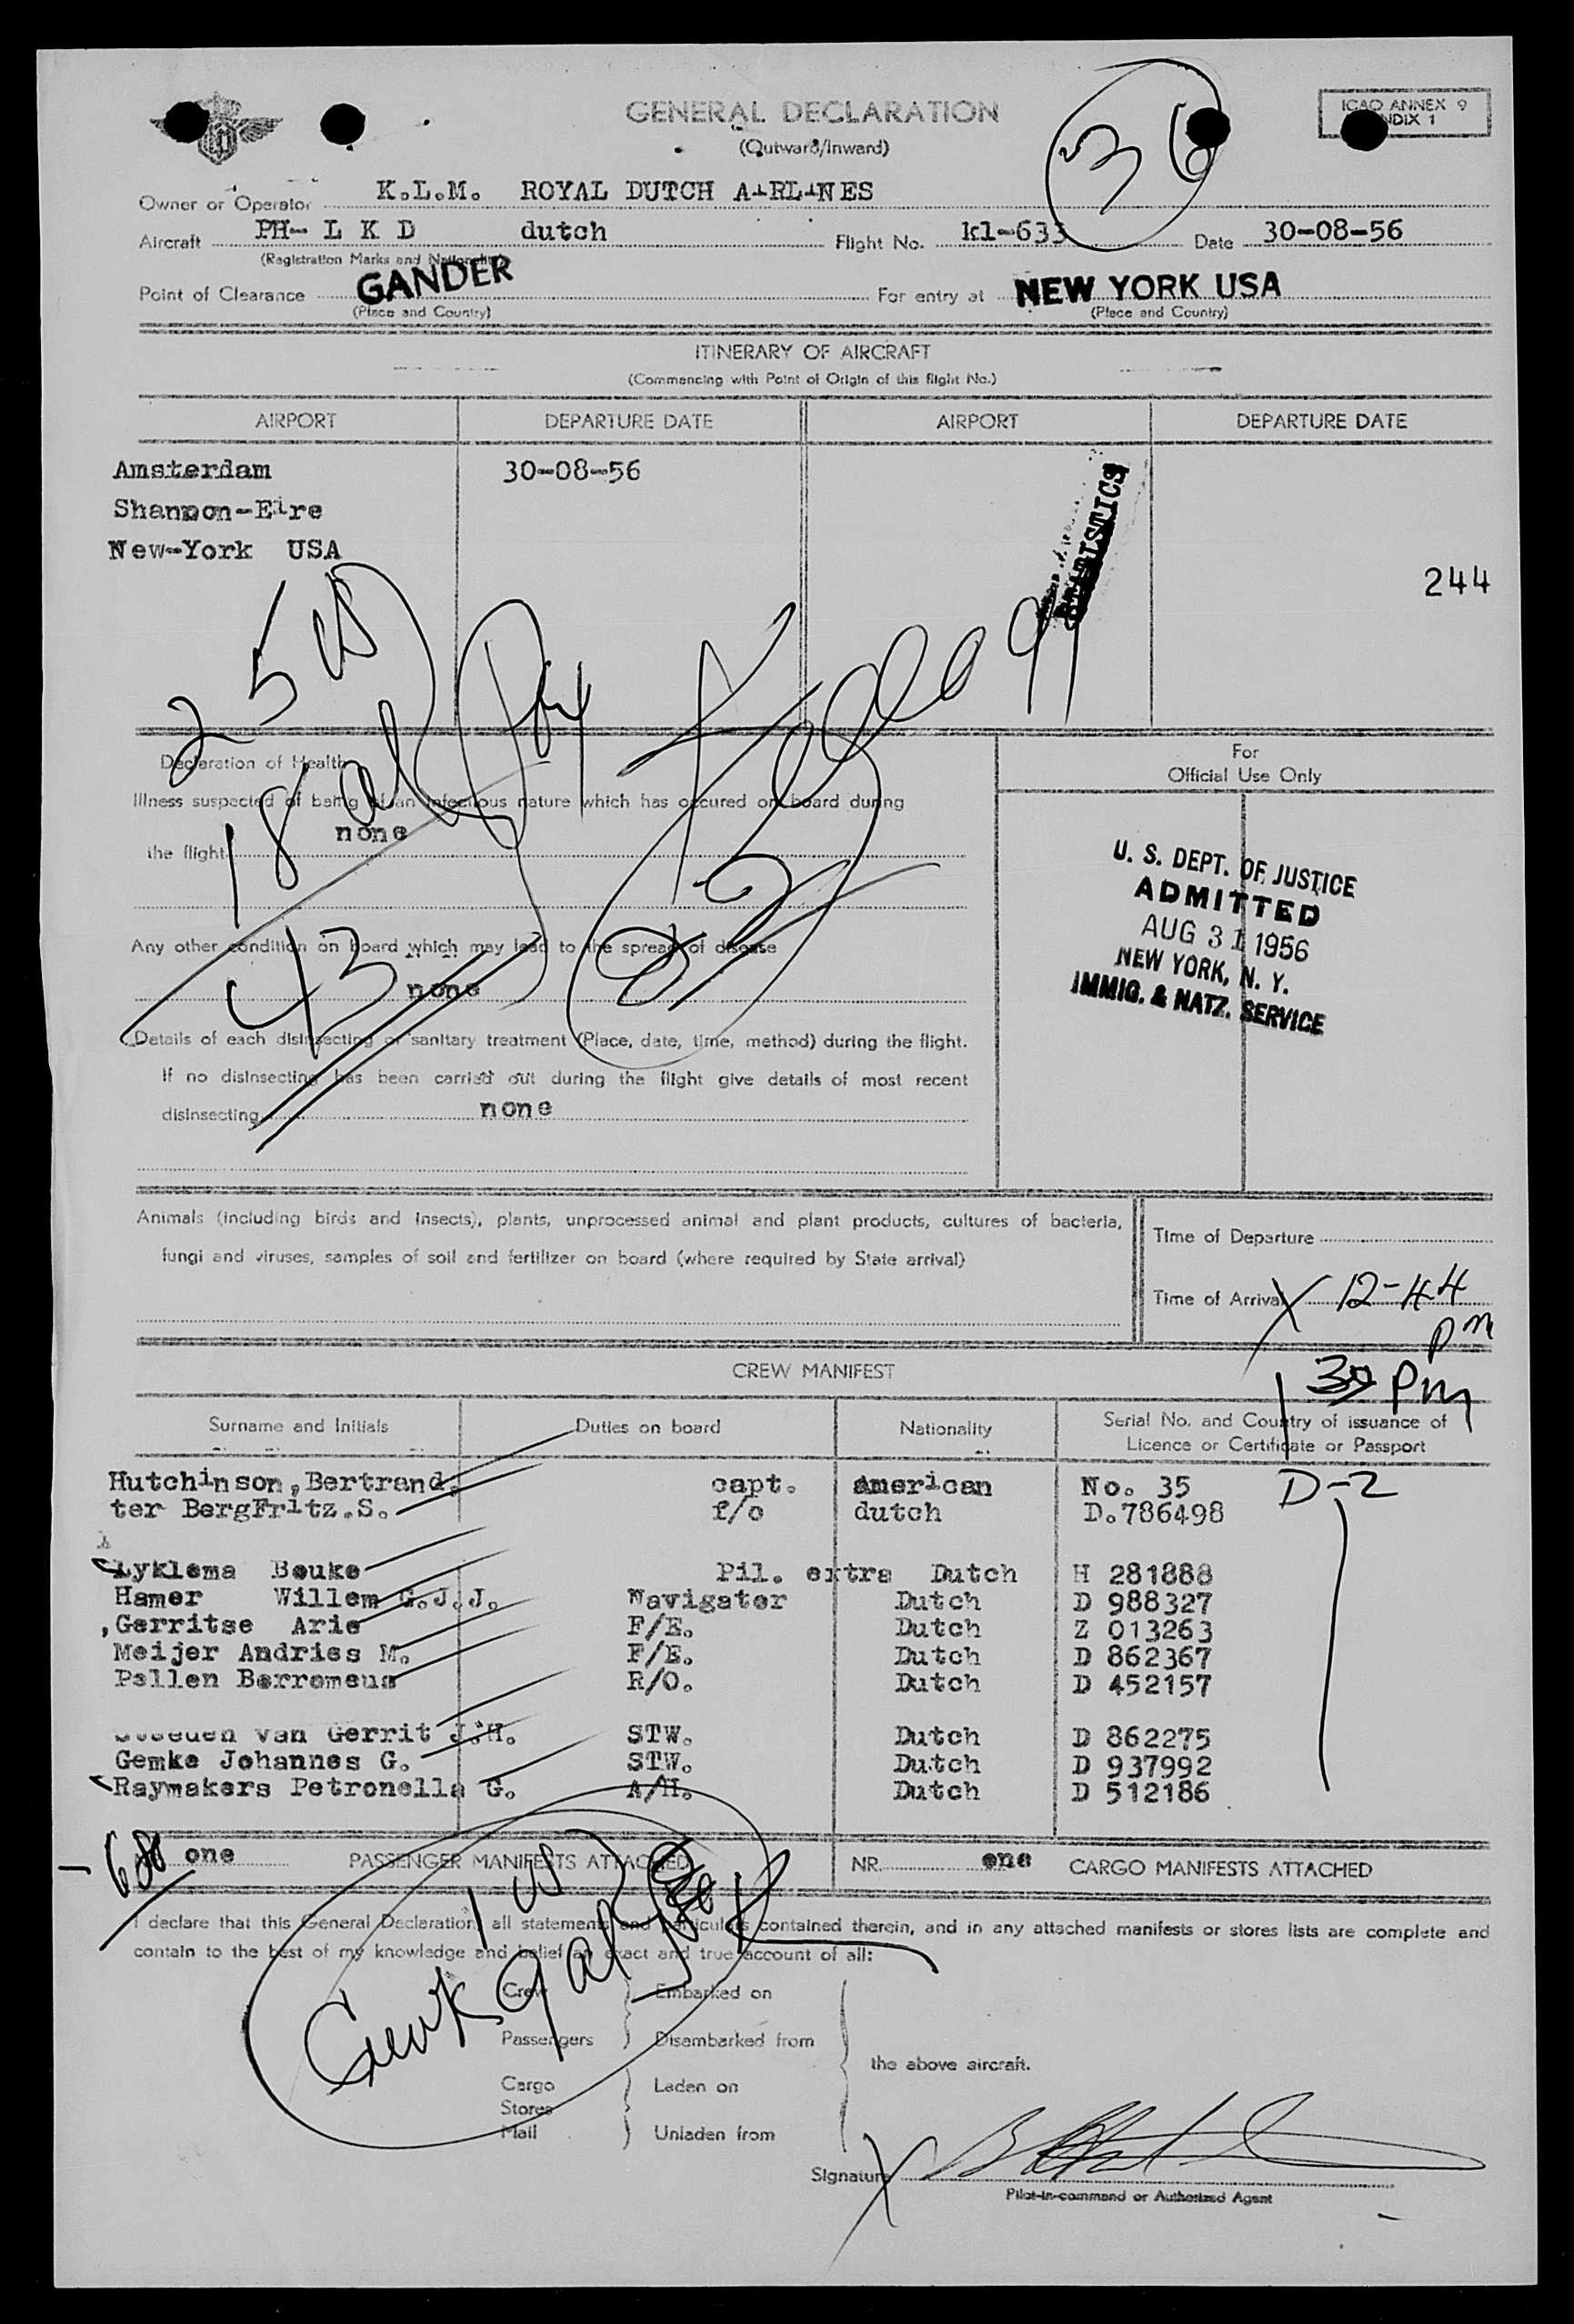 GENERAL DECLARATION
(Outward/Inward)
ICAO ANNEX 9
36
Owner or Operator K.L.M. ROYAL DUTCH AIRLINES
Aircraft PH- L K D dutch Flight No. kl-633 Date 30-08-56
(Registration Marks and Nationality)
Point of Clearance GANDER For entry at NEW YORK USA
(Place and Country) (Place and Country)
ITINERARY OF AIRCRAFT
(Commencing with Point of Origin of this flight No.)
AIRPORT DEPARTURE DATE AIRPORT DEPARTURE DATE
Amsterdam 30-08-56
Shannon-Eire
New-York USA
244
25 us
18 al
43
Declaration of Health
Illness suspected of being of an infectious nature which has occured on board during
the flight none
Any other condition on board which may lead to the spread of disease
none
Details of each disinsecting or sanitary treatment (Place, date, time, method) during the flight.
If no disinsecting has been carried out during the flight give details of most recent
disinsecting none
For
Official Use Only
U. S. DEPT. OF JUSTICE
ADMITTED
AUG 31 1956
NEW YORK, N. Y.
IMMIG. & NATZ. SERVICE
Animals (including birds and insects), plants, unprocessed animal and plant products, cultures of bacteria,
fungi and viruses, samples of soil and fertilizer on board (where required by State arrival)
Time of Departure
Time of Arrival X 12-44
pm
CREW MANIFEST
1 30 pm
Surname and Initials Duties on board Nationality Serial No. and Country of issuance of
Licence or Certificate or Passport
Hutchinson,Bertrand. capt. american No. 35 D-2
ter BergFritz.S. f/o dutch D.786498
Lyklema Bouke Pil. extra Dutch H 281888
Hamer Willem G.J.J. Navigator Dutch D 988327
Gerritse Arie F/E. Dutch Z 013263
Meijer Andries M. F/E. Dutch D 862367
Pallen Borromeus R/O. Dutch D 452157
van Gerrit J.H. STW. Dutch D 862275
Gemke Johannes G. STW. Dutch D 937992
Raymakers Petronella G. A/H. Dutch D 512186
one PASSENGER MANIFESTS ATTACHED NR. one CARGO MANIFESTS ATTACHED
I declare that this General Declaration, all statements and particulars contained therein, and in any attached manifests or stores lists are complete and
contain to the best of my knowledge and belief an exact and true account of all:
Crew Embarked on
Passengers Disembarked from
the above aircraft.
Cargo Laden on
Stores
Mail Unladen from
Signature
Pilot-in-command or Authorized Agent